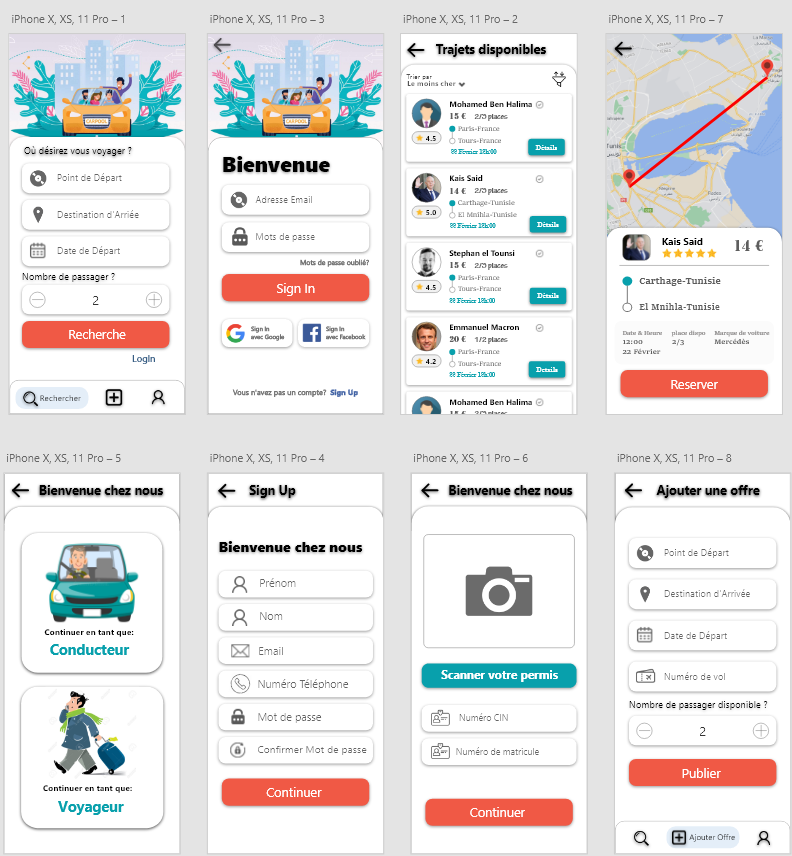 iPhone X, XS, 11 Pro – 1
CARPOOL
Où désirez vous voyager ?
Point de Départ
Destination d'Arriée
Date de Départ
Nombre de passager ?
2
Recherche
Login
Rechercher
iPhone X, XS, 11 Pro – 3
CARPOOL
Bienvenue
Adresse Email
Mots de passe
Mots de passe oublié?
Sign In
Sign In
avec Google
Sign In
avec Facebook
Vous n'avez pas un compte? Sign Up
iPhone X, XS, 11 Pro – 2
Trajets disponibles
Trier par
Le moins cher
Mohamed Ben Halima
15 € 2/5 places
4.5
Paris-France
Tours-France
22 Février 12h:00
Détails
Kais Said
14 € 2/3 places
5.0
Carthage-Tunisie
El Mnihla-Tunisie
22 Février 12h:00
Détails
Stephan el Tounsi
15 € 2/3 places
4.5
Paris-France
Tours-France
22 Février 12h:00
Détails
Emmanuel Macron
20 € 1/2 places
4.2
Paris-France
Tours-France
22 Février 12h:00
Détails
Mohamed Ben Halima
iPhone X, XS, 11 Pro – 7
Tunis
تونس
Kais Said
14 €
Carthage-Tunisie
El Mnihla-Tunisie
Date & Heure place dispo Marque de voiture
12:00 2/3 Mercédès
22 Février
Reserver
iPhone X, XS, 11 Pro – 5
Bienvenue chez nous
Continuer en tant que:
Conducteur
Continuer en tant que:
Voyageur
iPhone X, XS, 11 Pro – 4
Sign Up
Bienvenue chez nous
Prénom
Nom
Email
Numéro Téléphone
Mot de passe
Confirmer Mot de passe
Continuer
iPhone X, XS, 11 Pro – 6
Bienvenue chez nous
Scanner votre permis
Numéro CIN
Numéro de matricule
Continuer
iPhone X, XS, 11 Pro – 8
Ajouter une offre
Point de Départ
Destination d'Arrivée
Date de Départ
Numéro de vol
Nombre de passager disponible ?
2
Publier
Ajouter Offre